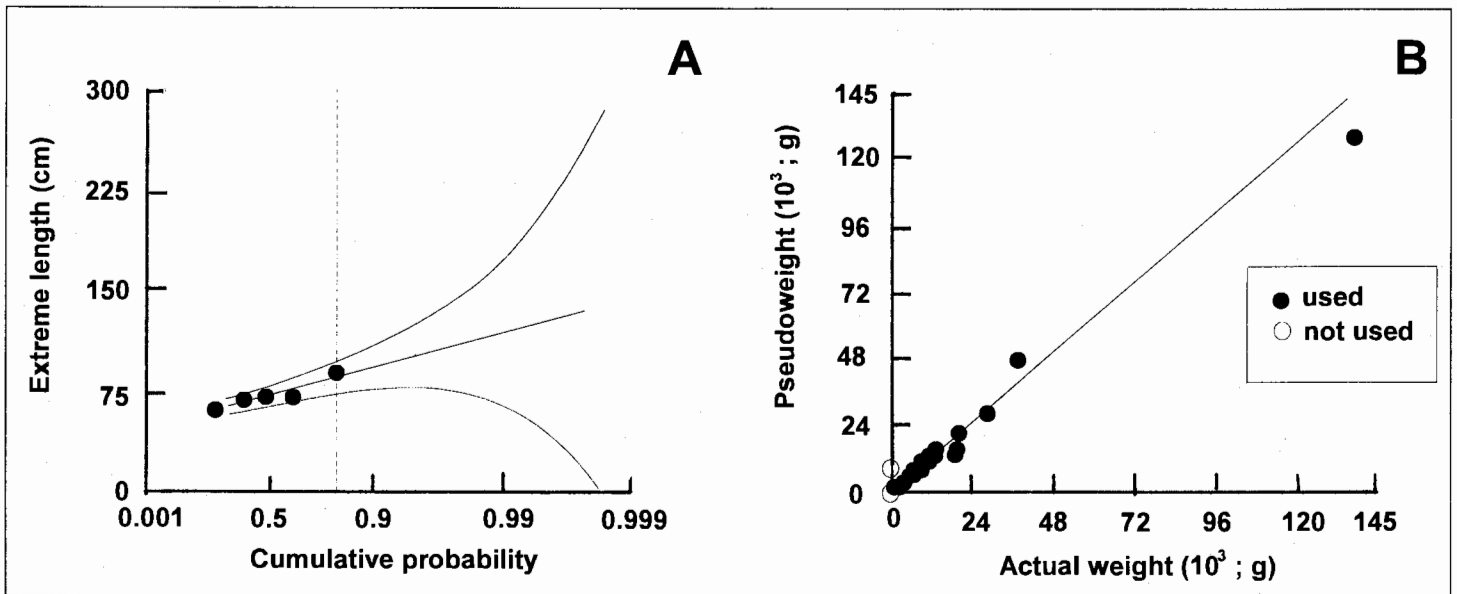 A
300
225
150
75
0
Extreme length (cm)
0.001 0.5 0.9 0.99 0.999
Cumulative probability
B
145
120
96
72
48
24
0
Pseudoweight (10³ ; g)
used
not used
0 24 48 72 96 120 145
Actual weight (10³ ; g)